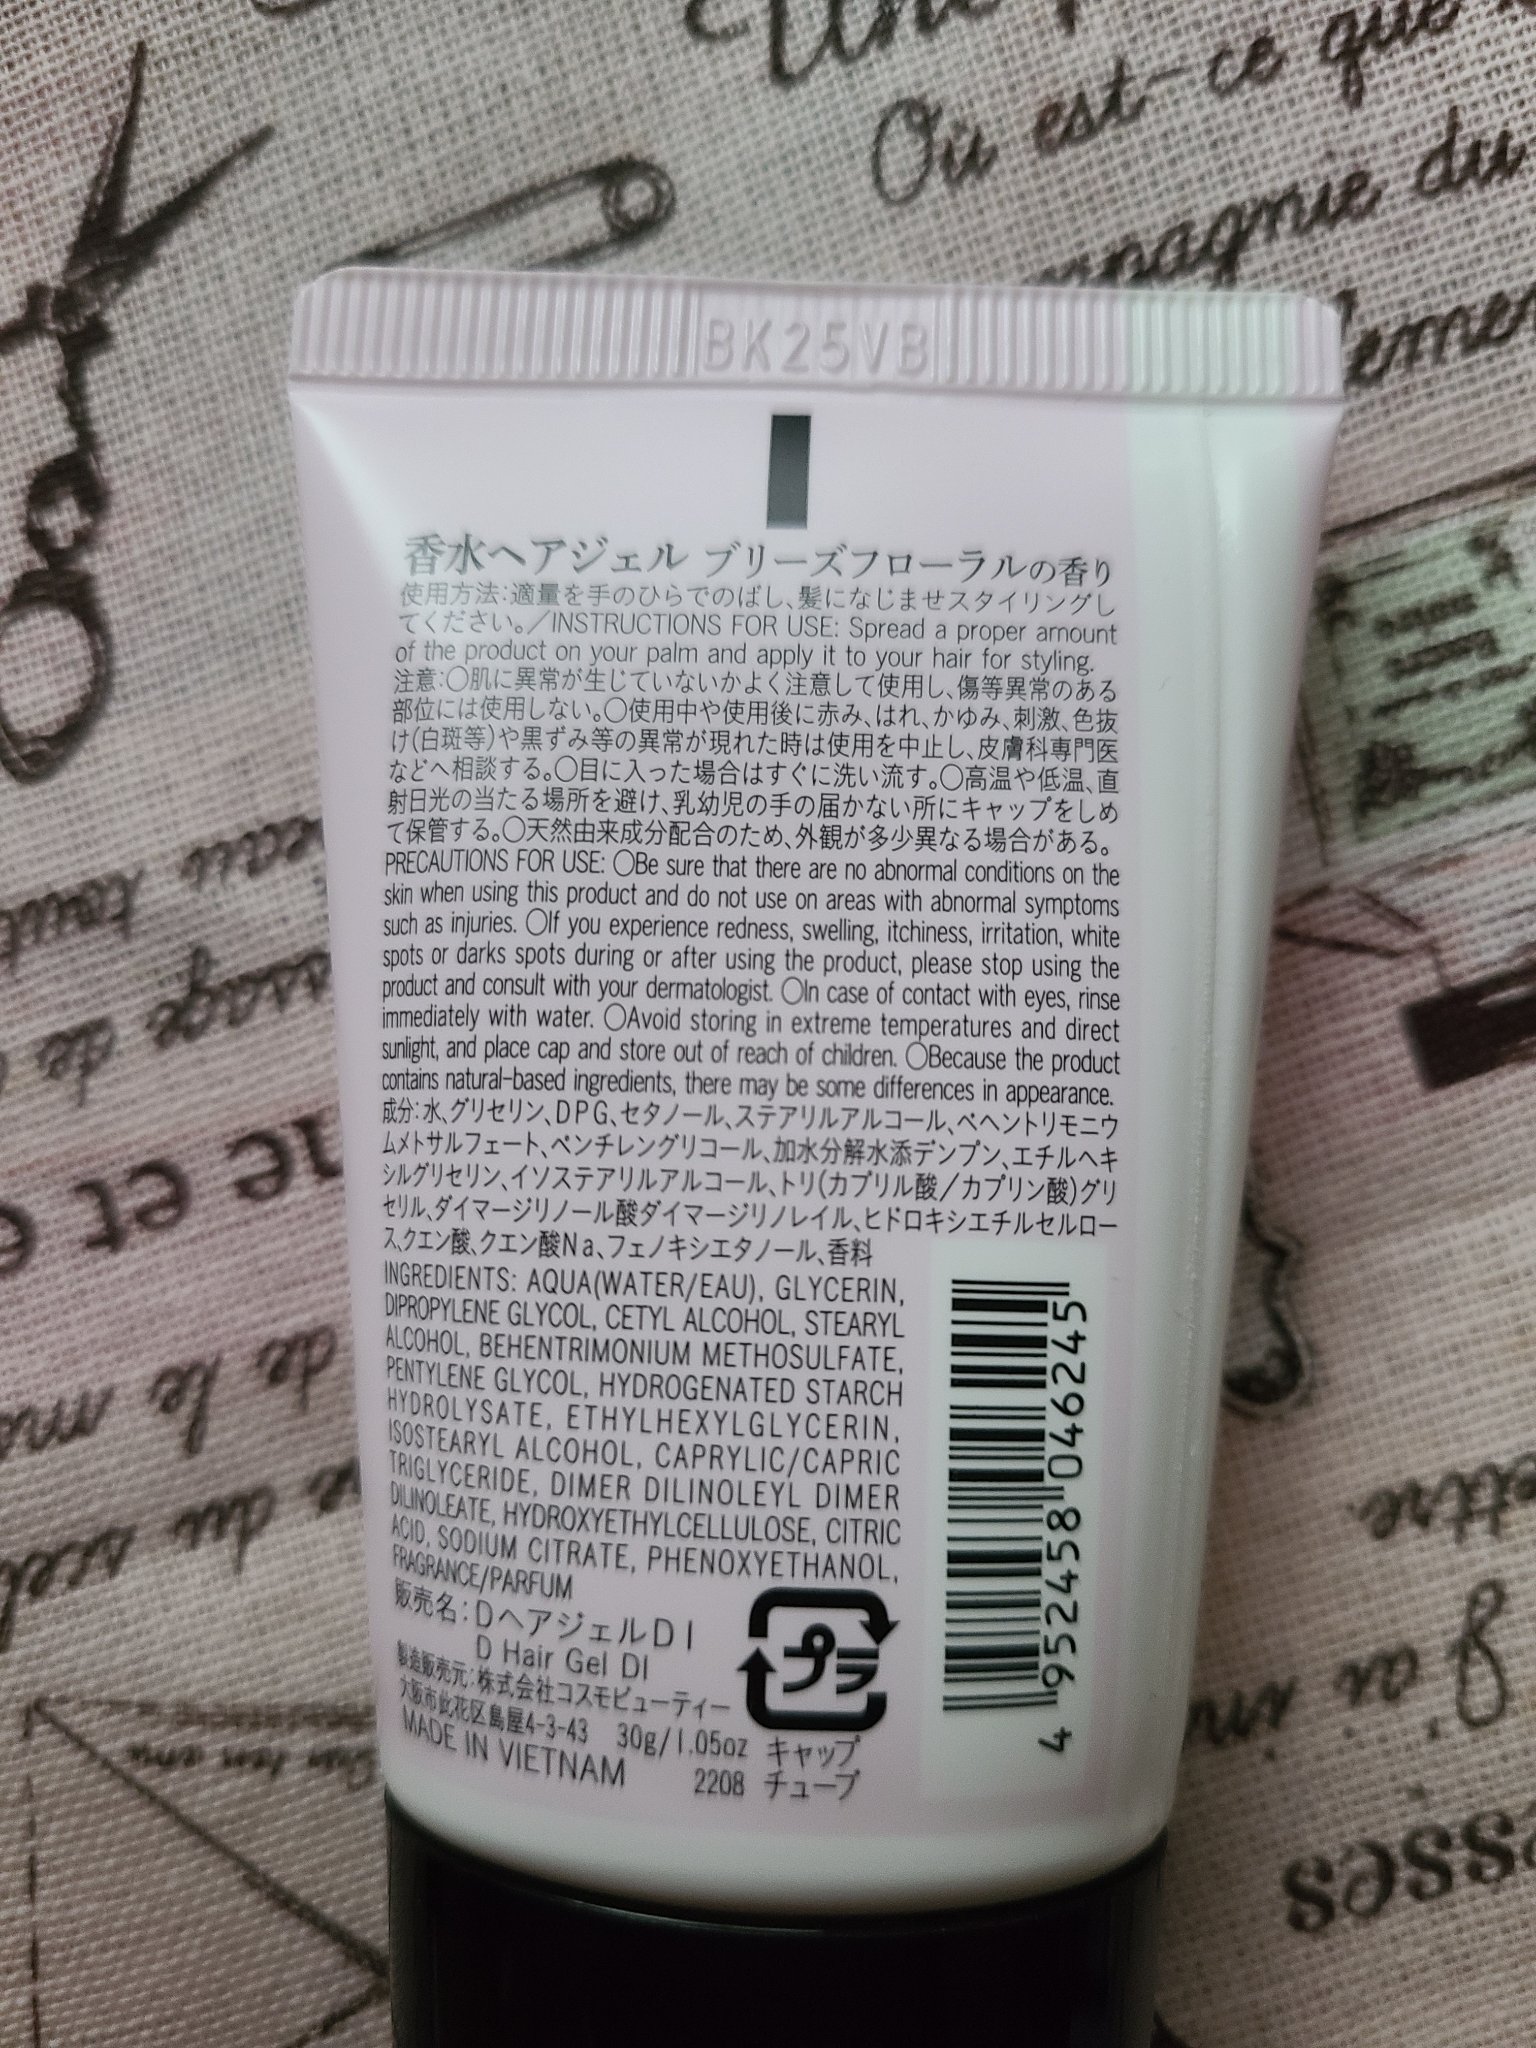 Où est-ce que
BK25VB
香水ヘアジェル ブリーズフローラルの香り
使用方法:適量を手のひらでのばし、髪になじませスタイリングし
てください。/INSTRUCTIONS FOR USE: Spread a proper amount
of the product on your palm and apply it to your hair for styling.
注意:〇肌に異常が生じていないかよく注意して使用し、傷等異常のある
部位には使用しない。〇使用中や使用後に赤み、はれ、かゆみ、刺激、色抜
け(白斑等)や黒ずみ等の異常が現れた時は使用を中止し、皮膚科専門医
などへ相談する。〇目に入った場合はすぐに洗い流す。〇高温や低温、直
射日光の当たる場所を避け、乳幼児の手の届かない所にキャップをしめ
て保管する。〇天然由来成分配合のため、外観が多少異なる場合がある。
PRECAUTIONS FOR USE: 〇Be sure that there are no abnormal conditions on the
skin when using this product and do not use on areas with abnormal symptoms
such as injuries. 〇If you experience redness, swelling, itchiness, irritation, white
spots or darks spots during or after using the product, please stop using the
product and consult with your dermatologist. 〇In case of contact with eyes, rinse
immediately with water. 〇Avoid storing in extreme temperatures and direct
sunlight, and place cap and store out of reach of children. 〇Because the product
contains natural-based ingredients, there may be some differences in appearance.
成分:水、グリセリン、DPG、セタノール、ステアリルアルコール、ベヘントリモニウ
ムメトサルフェート、ペンチレングリコール、加水分解水添デンプン、エチルヘキ
シルグリセリン、イソステアリルアルコール、トリ(カプリル酸/カプリン酸)グリ
セリル、ダイマージリノール酸ダイマージリノレイル、ヒドロキシエチルセルロー
ス、クエン酸、クエン酸Na、フェノキシエタノール、香料
INGREDIENTS: AQUA(WATER/EAU), GLYCERIN,
DIPROPYLENE GLYCOL, CETYL ALCOHOL, STEARYL
ALCOHOL, BEHENTRIMONIUM METHOSULFATE,
PENTYLENE GLYCOL, HYDROGENATED STARCH
HYDROLYSATE, ETHYLHEXYLGLYCERIN,
ISOSTEARYL ALCOHOL, CAPRYLIC/CAPRIC
TRIGLYCERIDE, DIMER DILINOLEYL DIMER
DILINOLEATE, HYDROXYETHYLCELLULOSE, CITRIC
ACID, SODIUM CITRATE, PHENOXYETHANOL,
FRAGRANCE/PARFUM
販売名:DヘアジェルDI
D Hair Gel DI
製造販売元:株式会社コスモビューティー
大阪市此花区島屋4-3-43 30g/1.05oz
MADE IN VIETNAM 2208
プラ
キャップ
チューブ
4 952458 046245